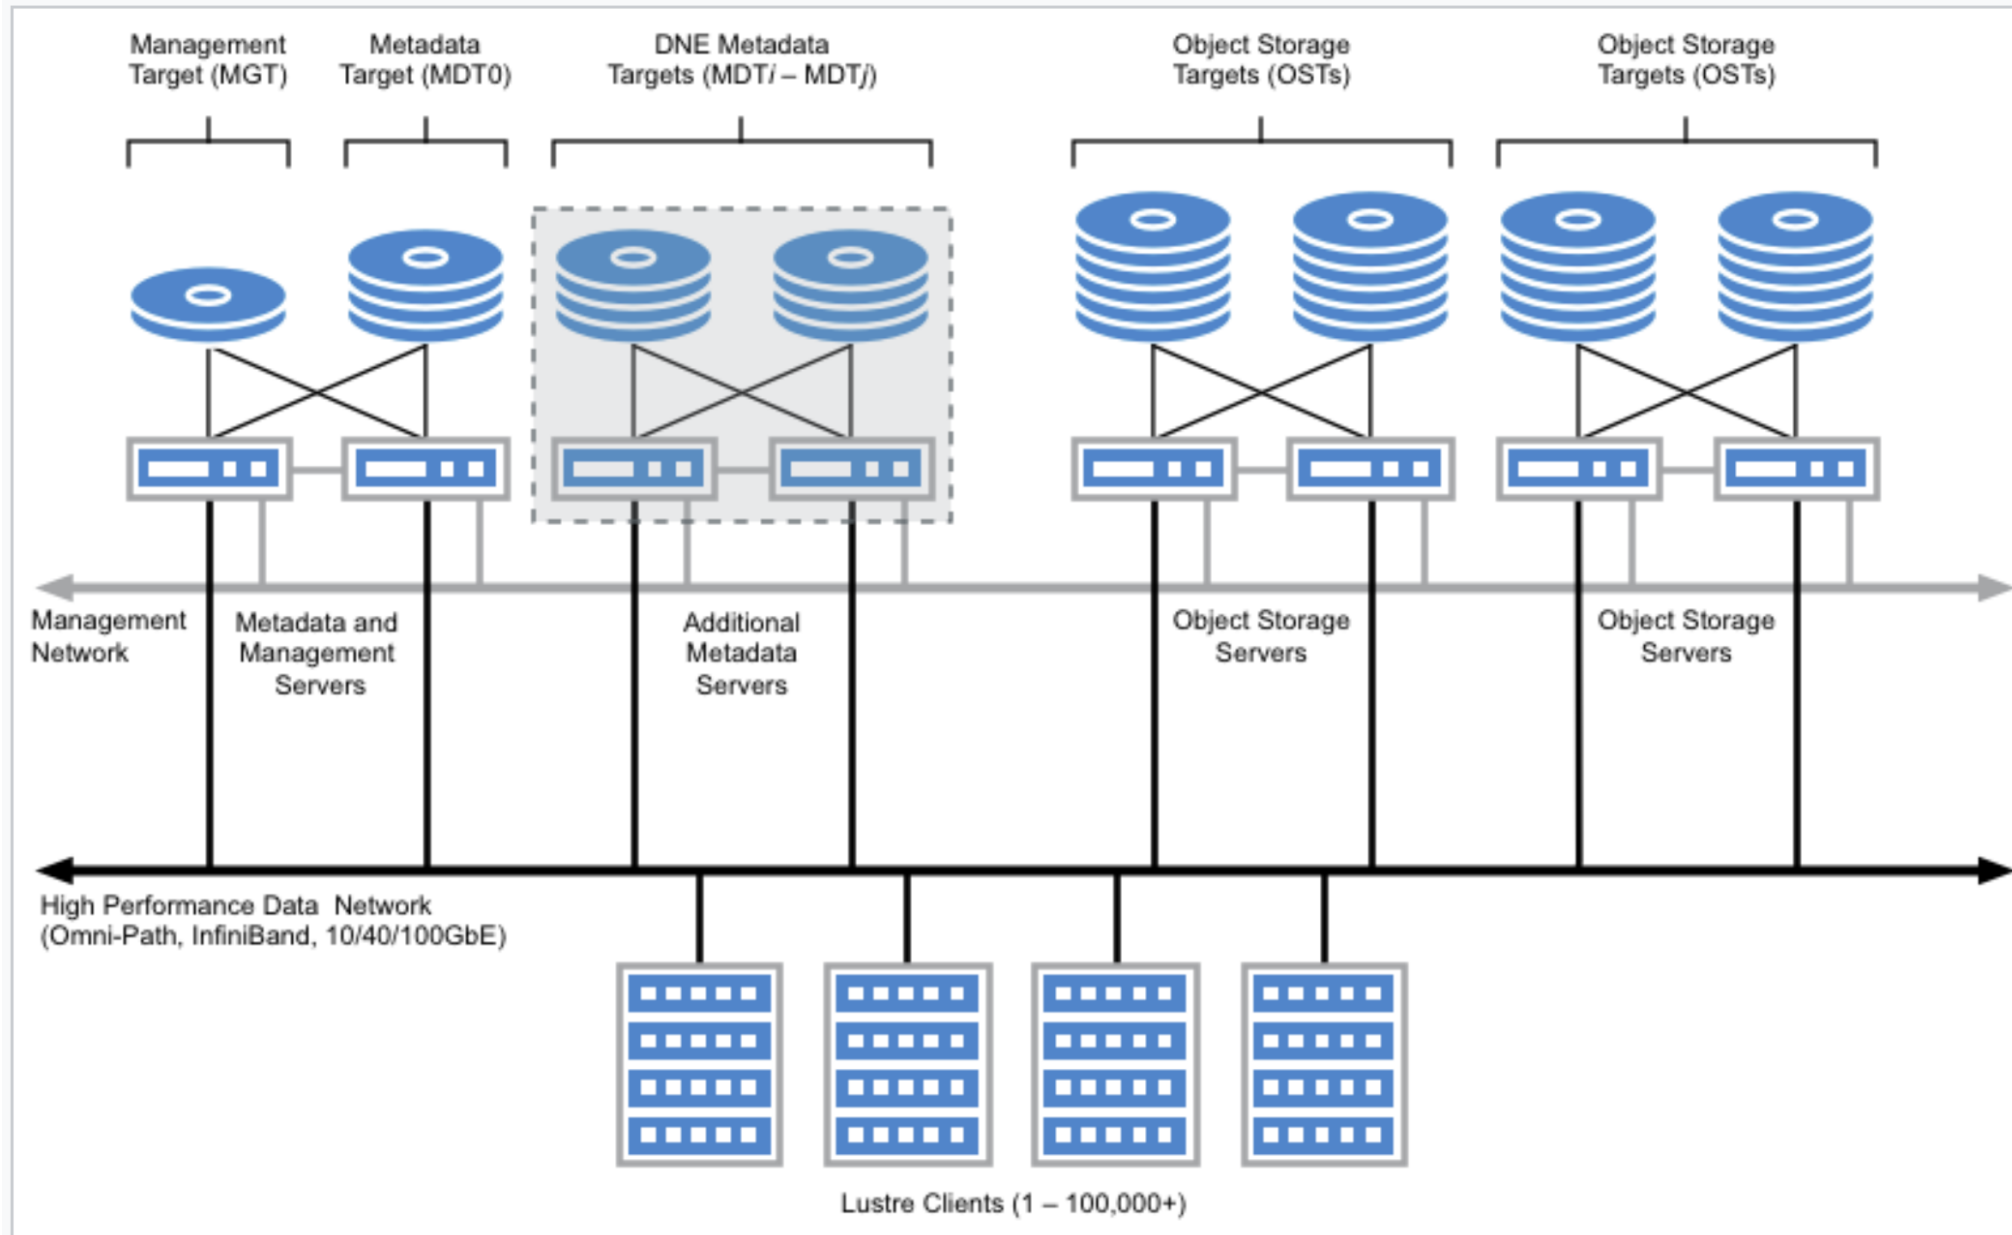 Management
Target (MGT)
Metadata
Target (MDT0)
DNE Metadata
Targets (MDTi – MDTj)
Object Storage
Targets (OSTs)
Object Storage
Targets (OSTs)
Management
Network
Metadata and
Management
Servers
Additional
Metadata
Servers
Object Storage
Servers
Object Storage
Servers
High Performance Data Network
(Omni-Path, InfiniBand, 10/40/100GbE)
Lustre Clients (1 – 100,000+)